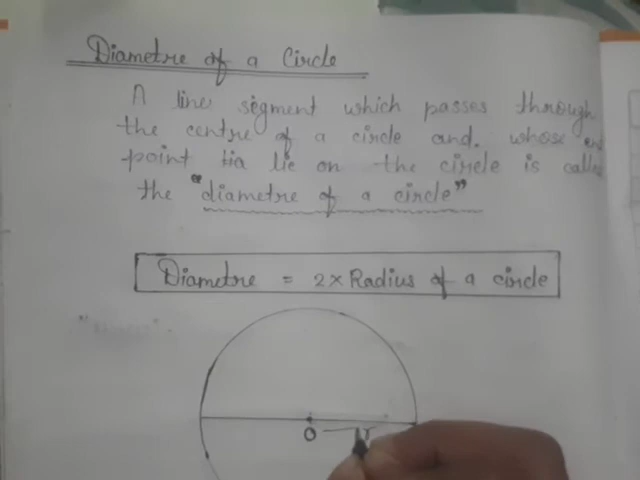 Diametre of a Circle
A line segment which passes through
the centre of a circle and. whose end
point lie on the circle is called
the "diametre of a circle"
Diametre = 2 x Radius of a circle
O